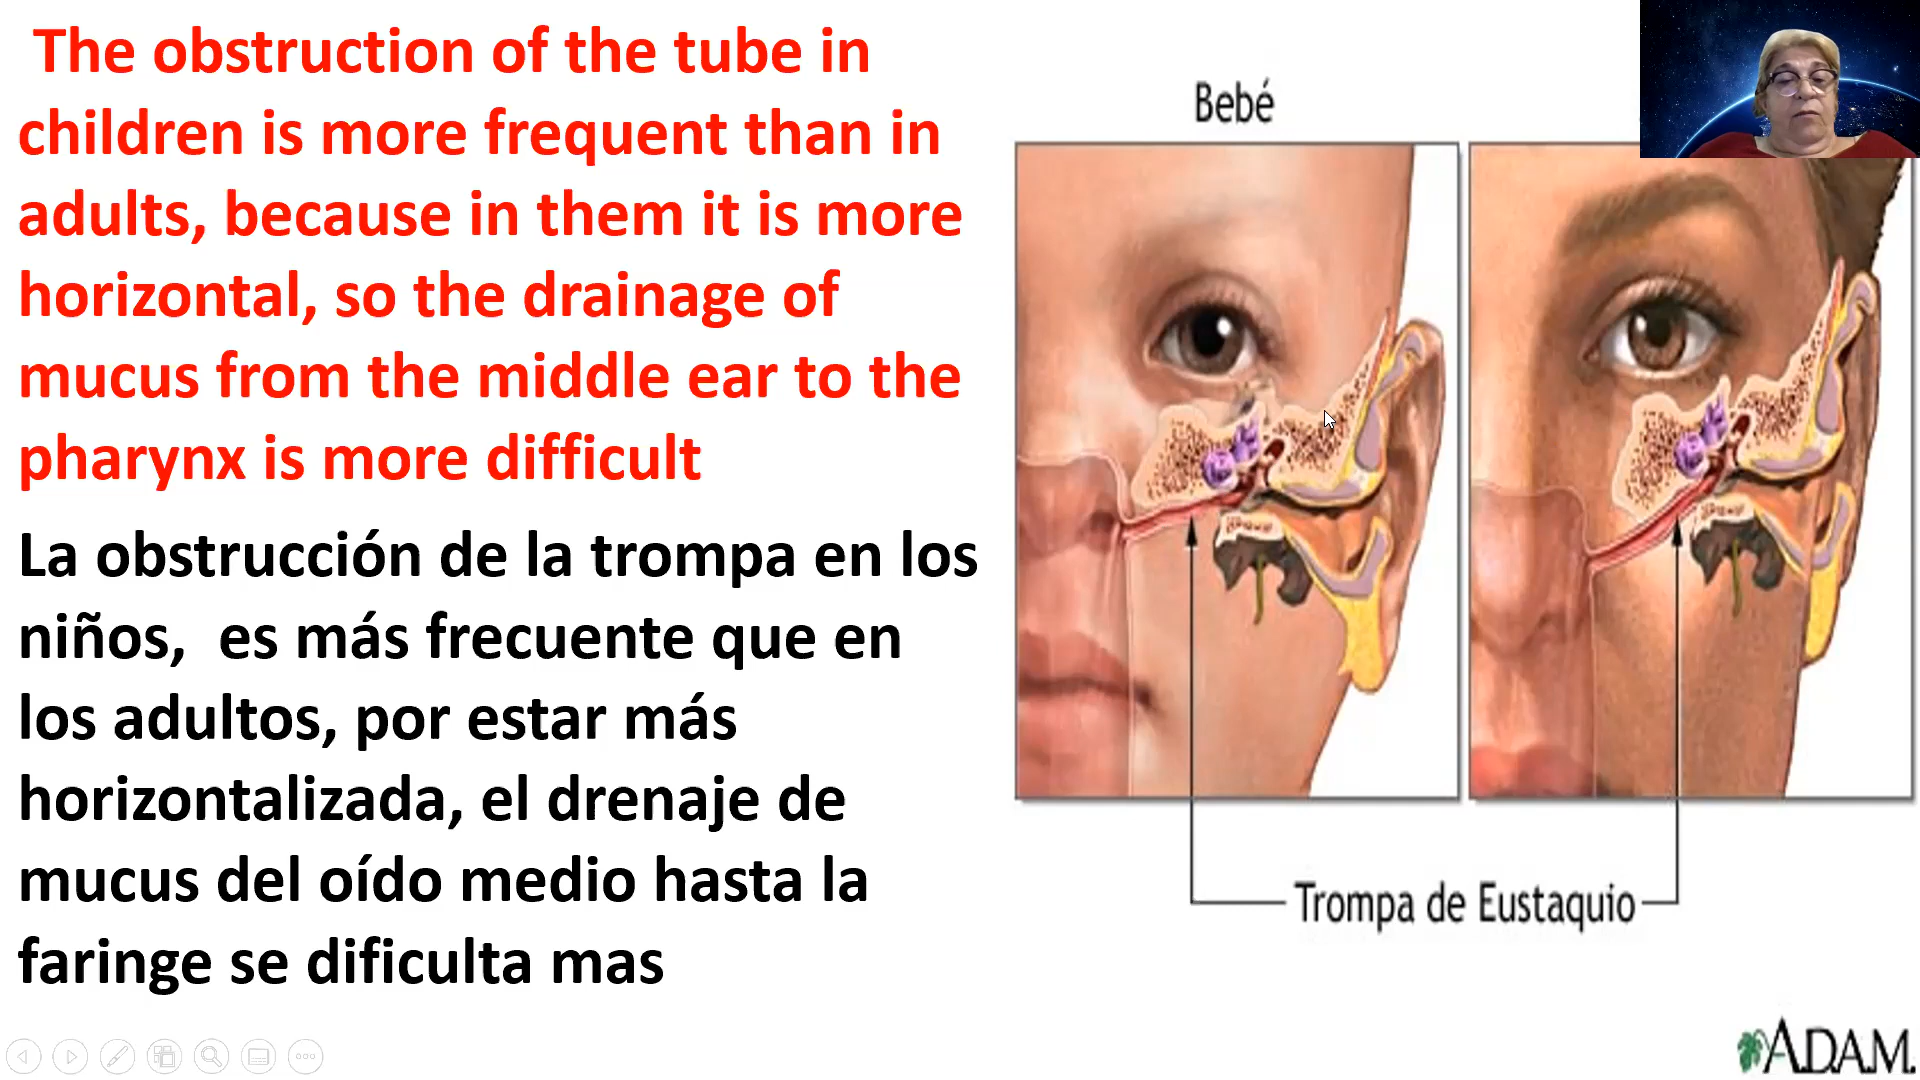 The obstruction of the tube in
children is more frequent than in
adults, because in them it is more
horizontal, so the drainage of
mucus from the middle ear to the
pharynx is more difficult
La obstrucción de la trompa en los
niños,  es más frecuente que en
los adultos, por estar más
horizontalizada, el drenaje de
mucus del oído medio hasta la
faringe se dificulta mas
Bebé
Trompa de Eustaquio
A.D.A.M.